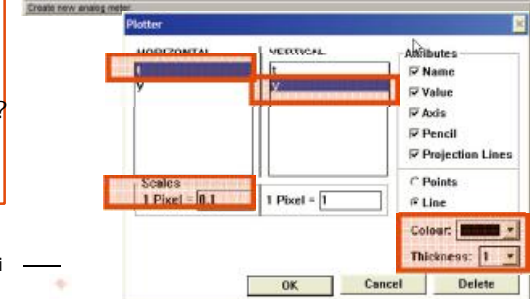 Create new analog meter
Plotter
HORIZONTAL
VERTICAL
Attributes
t
t
Name
y
y
Value
Axis
Pencil
Projection Lines
Scales
1 Pixel = 0.1
1 Pixel = 1
Points
Line
Colour:
Thickness: 1
OK
Cancel
Delete
?
i